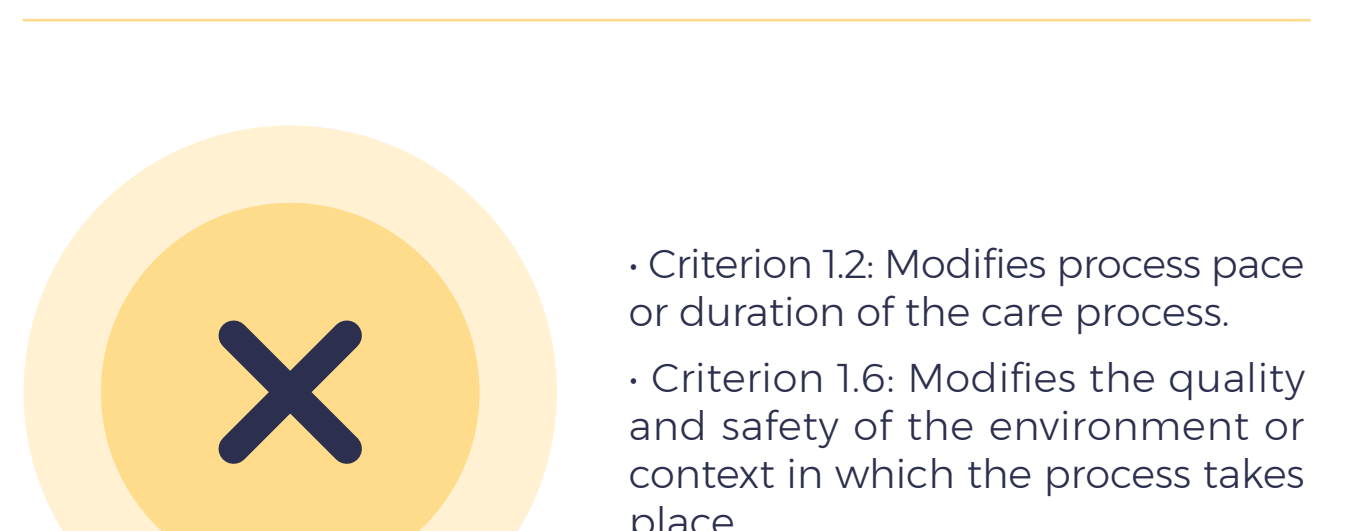 • Criterion 1.2: Modifies process pace
or duration of the care process.
• Criterion 1.6: Modifies the quality
and safety of the environment or
context in which the process takes
place